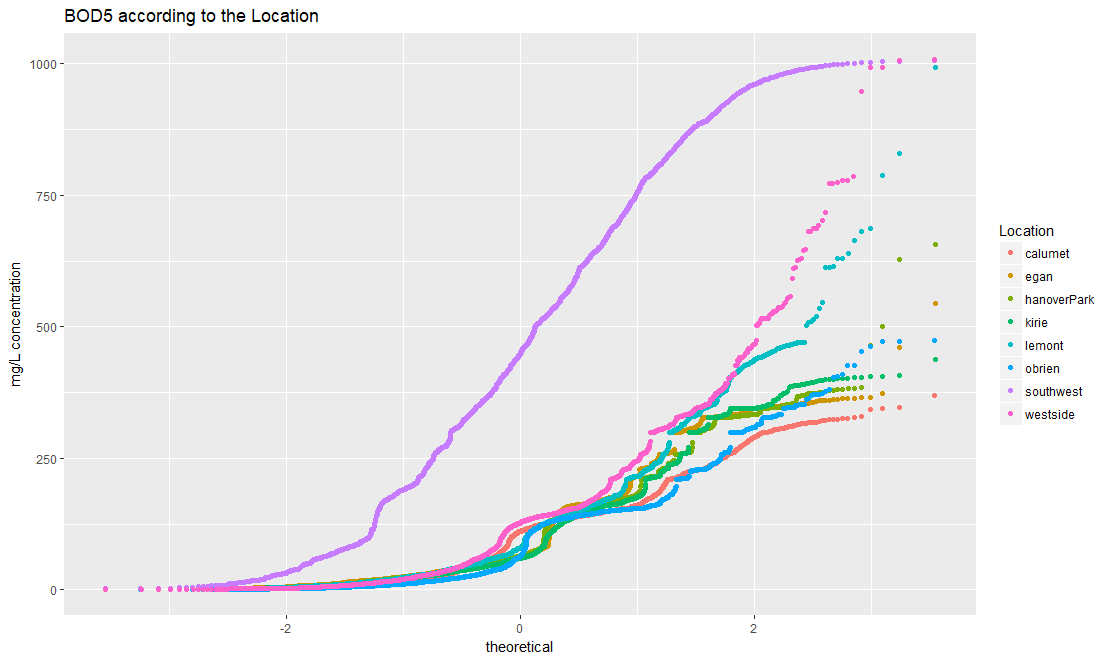 BOD5 according to the Location
mg/L concentration
1000
750
500
250
0
-2
0
2
theoretical
Location
calumet
egan
hanoverPark
kirie
lemont
obrien
southwest
westside